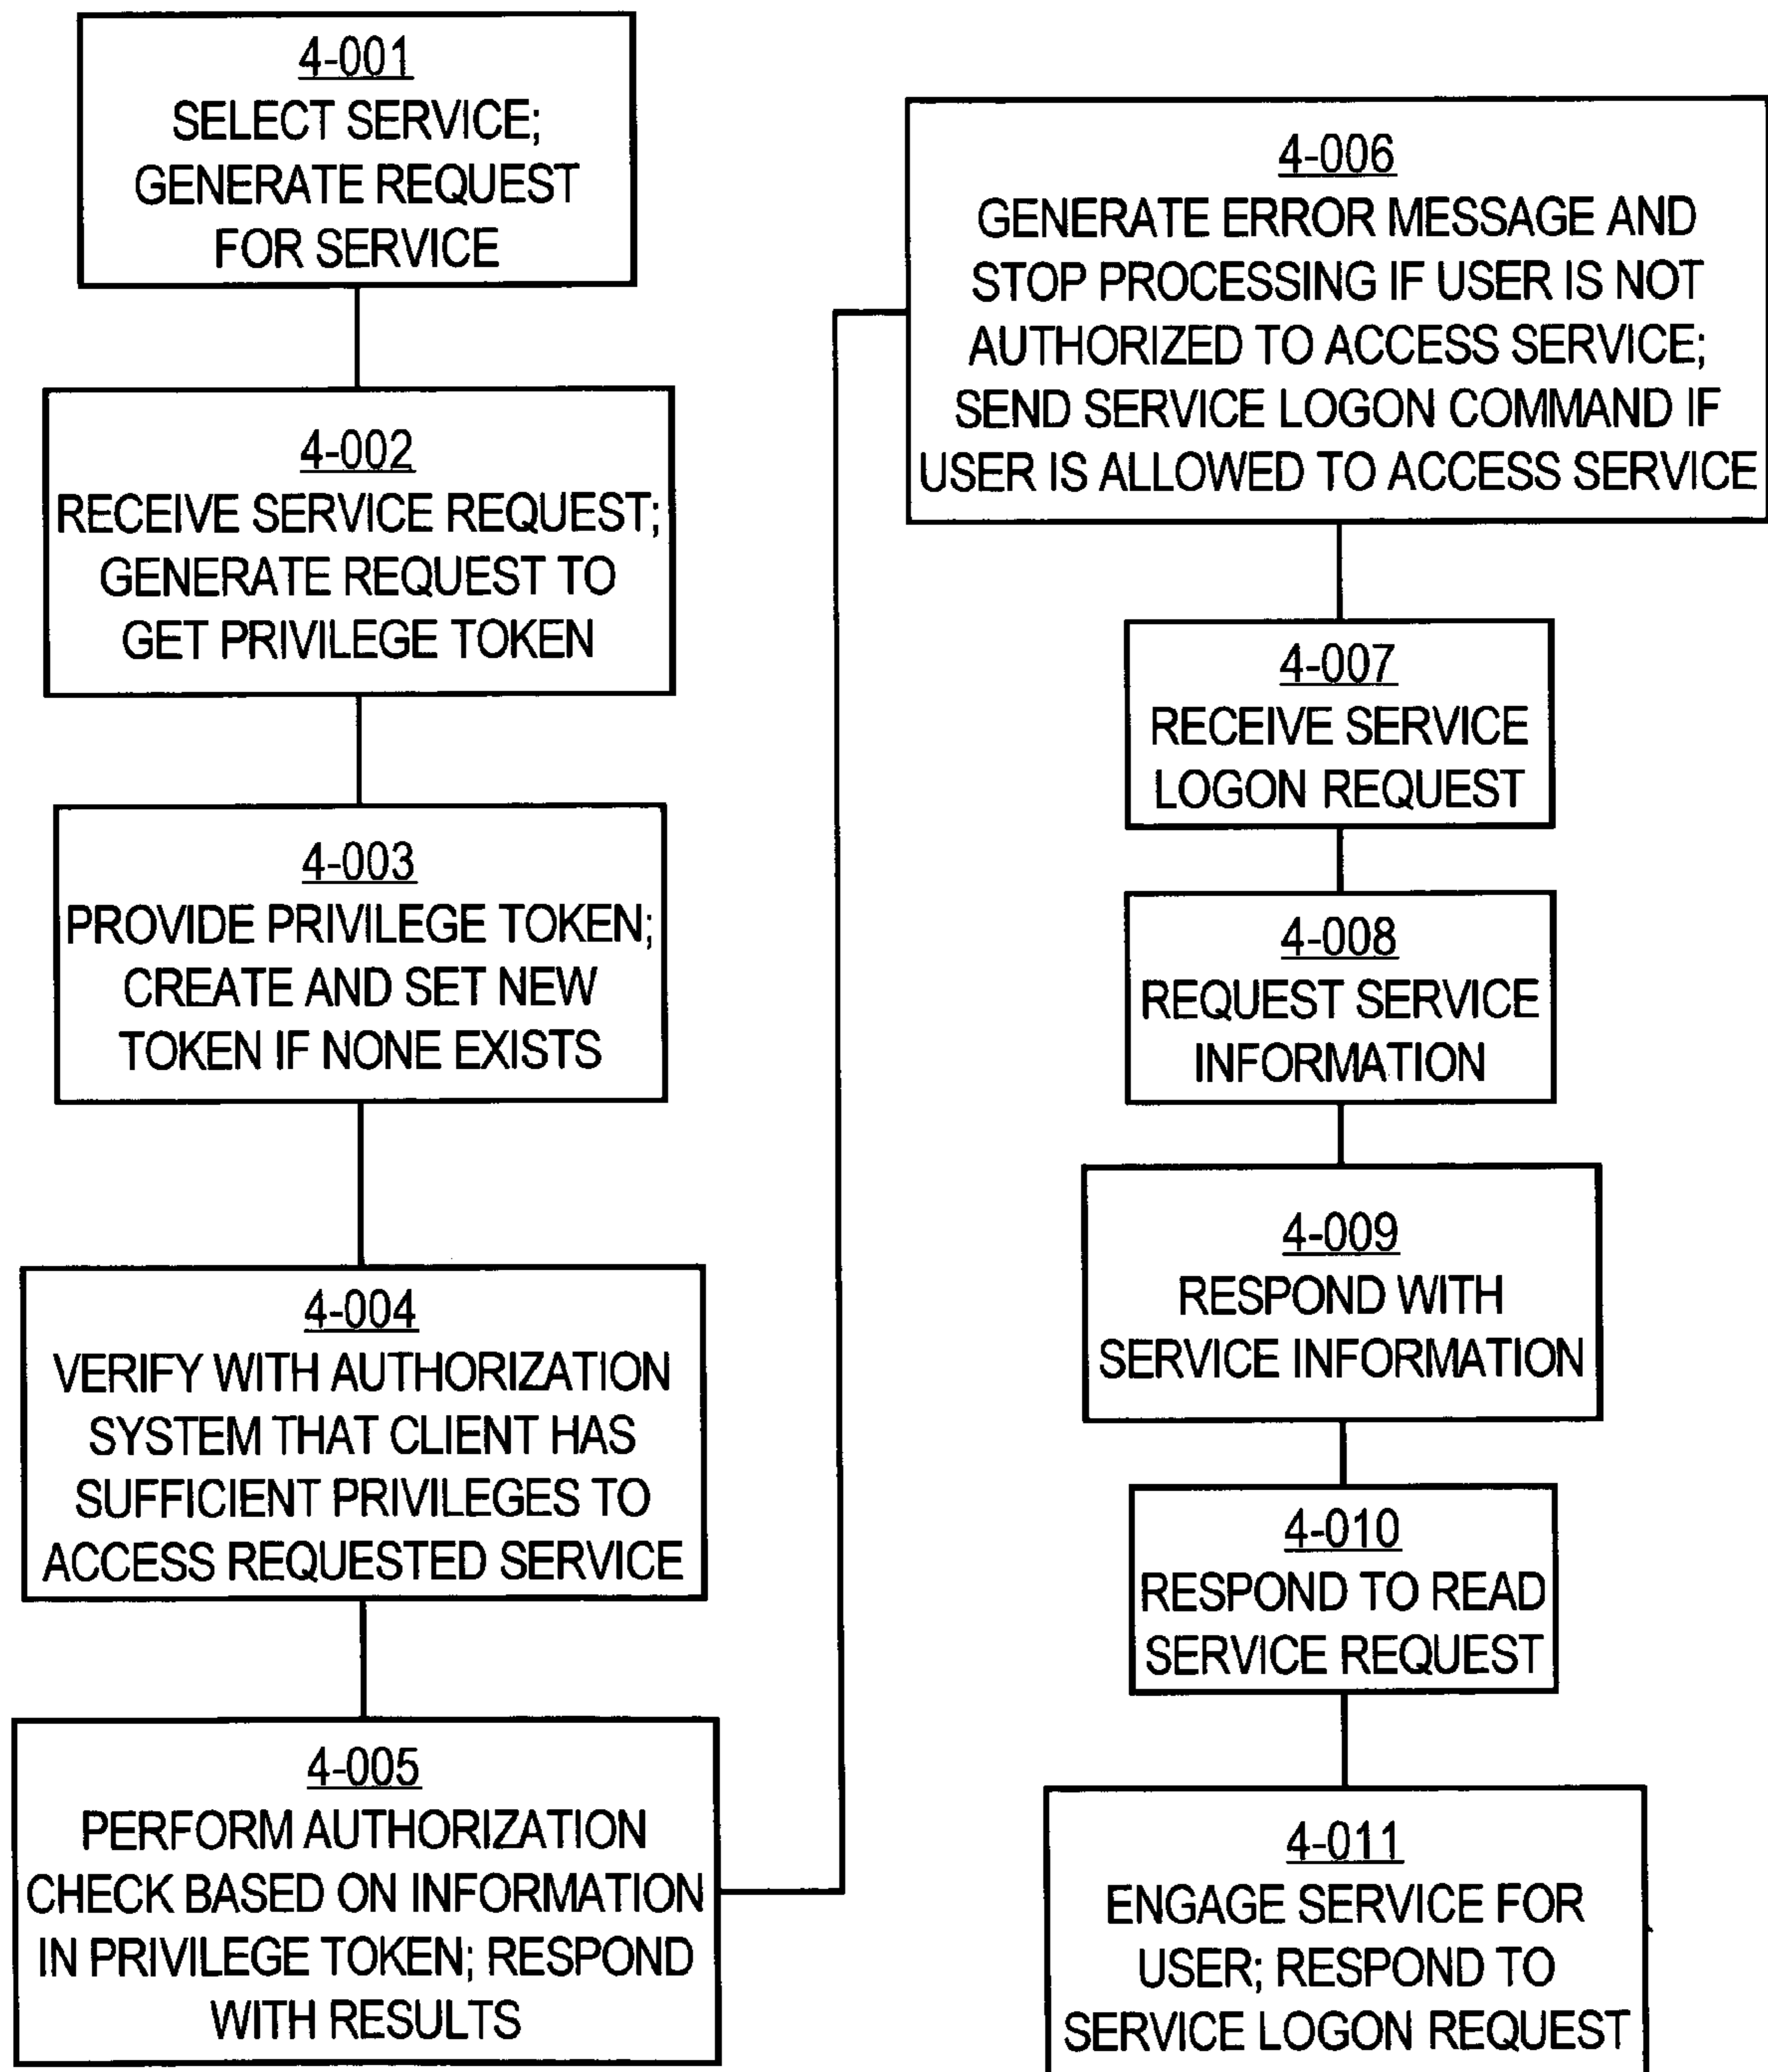 4-001
SELECT SERVICE;
GENERATE REQUEST
FOR SERVICE
4-002
RECEIVE SERVICE REQUEST;
GENERATE REQUEST TO
GET PRIVILEGE TOKEN
4-003
PROVIDE PRIVILEGE TOKEN;
CREATE AND SET NEW
TOKEN IF NONE EXISTS
4-004
VERIFY WITH AUTHORIZATION
SYSTEM THAT CLIENT HAS
SUFFICIENT PRIVILEGES TO
ACCESS REQUESTED SERVICE
4-005
PERFORM AUTHORIZATION
CHECK BASED ON INFORMATION
IN PRIVILEGE TOKEN; RESPOND
WITH RESULTS
4-006
GENERATE ERROR MESSAGE AND
STOP PROCESSING IF USER IS NOT
AUTHORIZED TO ACCESS SERVICE;
SEND SERVICE LOGON COMMAND IF
USER IS ALLOWED TO ACCESS SERVICE
4-007
RECEIVE SERVICE
LOGON REQUEST
4-008
REQUEST SERVICE
INFORMATION
4-009
RESPOND WITH
SERVICE INFORMATION
4-010
RESPOND TO READ
SERVICE REQUEST
4-011
ENGAGE SERVICE FOR
USER; RESPOND TO
SERVICE LOGON REQUEST